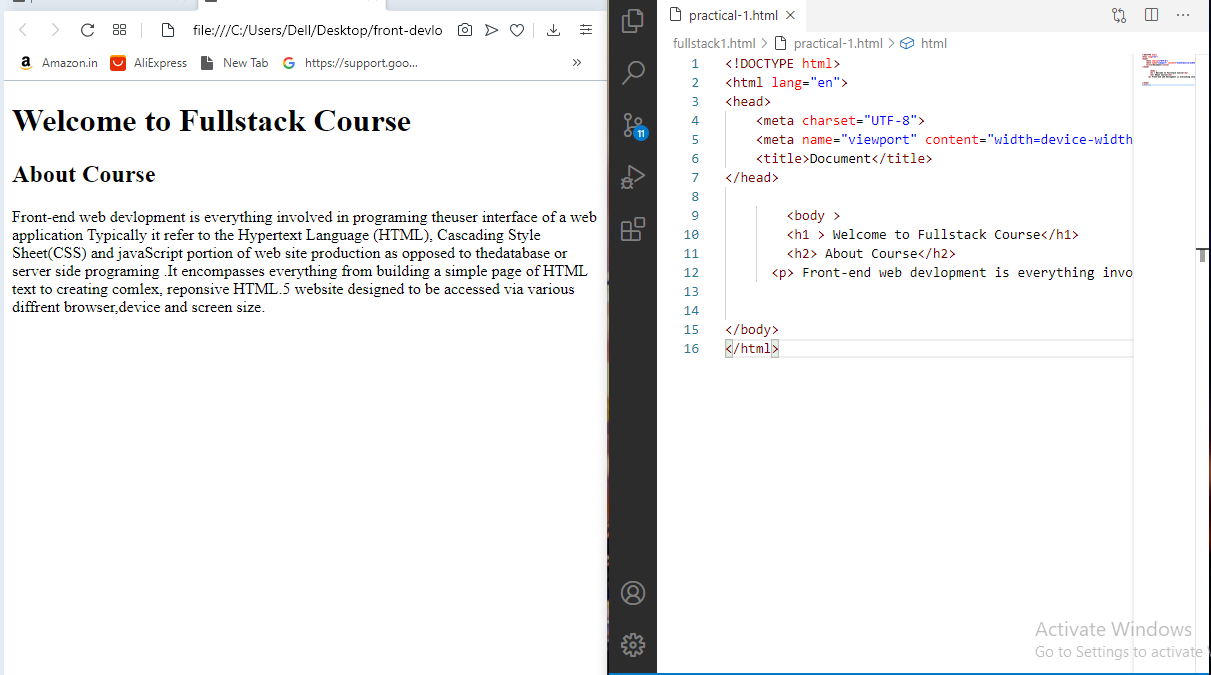 file:///C:/Users/Dell/Desktop/front-devlo
Amazon.in AliExpress New Tab https://support.goo... »
Welcome to Fullstack Course
About Course
Front-end web devlopment is everything involved in programing theuser interface of a web
application Typically it refer to the Hypertext Language (HTML), Cascading Style
Sheet(CSS) and javaScript portion of web site production as opposed to thedatabase or
server side programing .It encompasses everything from building a simple page of HTML
text to creating comlex, reponsive HTML.5 website designed to be accessed via various
diffrent browser,device and screen size.
11
practical-1.html
fullstack1.html > practical-1.html > html
1 <!DOCTYPE html>
2 <html lang="en">
3 <head>
4 <meta charset="UTF-8">
5 <meta name="viewport" content="width=device-width
6 <title>Document</title>
7 </head>
8
9 <body >
10 <h1 > Welcome to Fullstack Course</h1>
11 <h2> About Course</h2>
12 <p> Front-end web devlopment is everything invo
13
14
15 </body>
16 </html>
Activate Windows
Go to Settings to activate